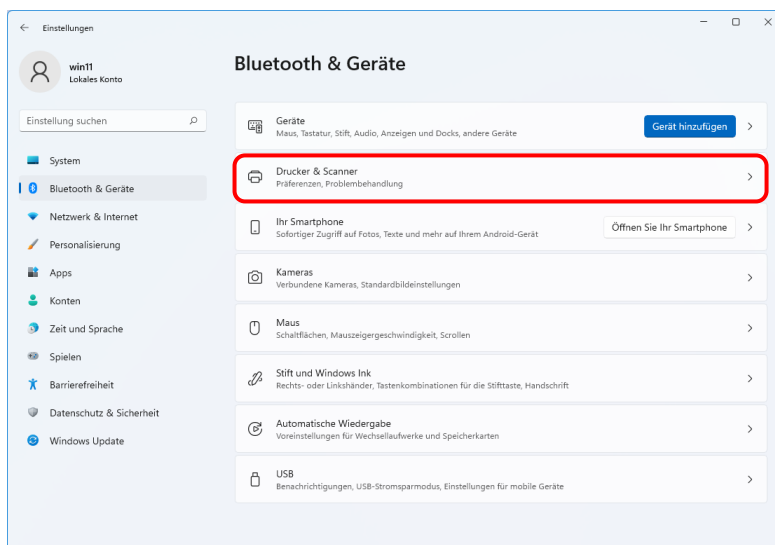 Einstellungen
win11
Lokales Konto
Einstellung suchen
System
Bluetooth & Geräte
Netzwerk & Internet
Personalisierung
Apps
Konten
Zeit und Sprache
Spielen
Barrierefreiheit
Datenschutz & Sicherheit
Windows Update
Bluetooth & Geräte
Geräte
Maus, Tastatur, Stift, Audio, Anzeigen und Docks, andere Geräte
Gerät hinzufügen
Drucker & Scanner
Präferenzen, Problembehandlung
Ihr Smartphone
Sofortiger Zugriff auf Fotos, Texte und mehr auf Ihrem Android-Gerät
Öffnen Sie Ihr Smartphone
Kameras
Verbundene Kameras, Standardbildeinstellungen
Maus
Schaltflächen, Mauszeigergeschwindigkeit, Scrollen
Stift und Windows Ink
Rechts- oder Linkshänder, Tastenkombinationen für die Stifttaste, Handschrift
Automatische Wiedergabe
Voreinstellungen für Wechsellaufwerke und Speicherkarten
USB
Benachrichtigungen, USB-Stromsparmodus, Einstellungen für mobile Geräte